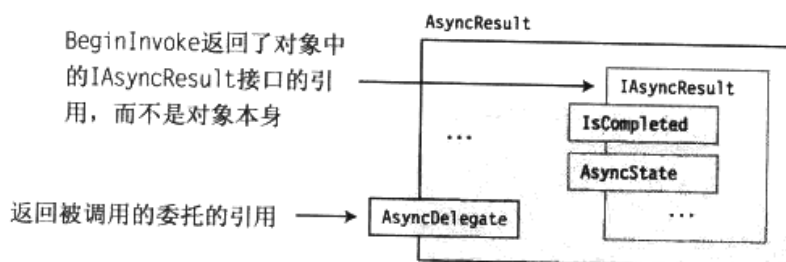 AsyncResult
BeginInvoke返回了对象中
的IAsyncResult接口的引
用，而不是对象本身
IAsyncResult
IsCompleted
...
AsyncState
返回被调用的委托的引用
AsyncDelegate
...